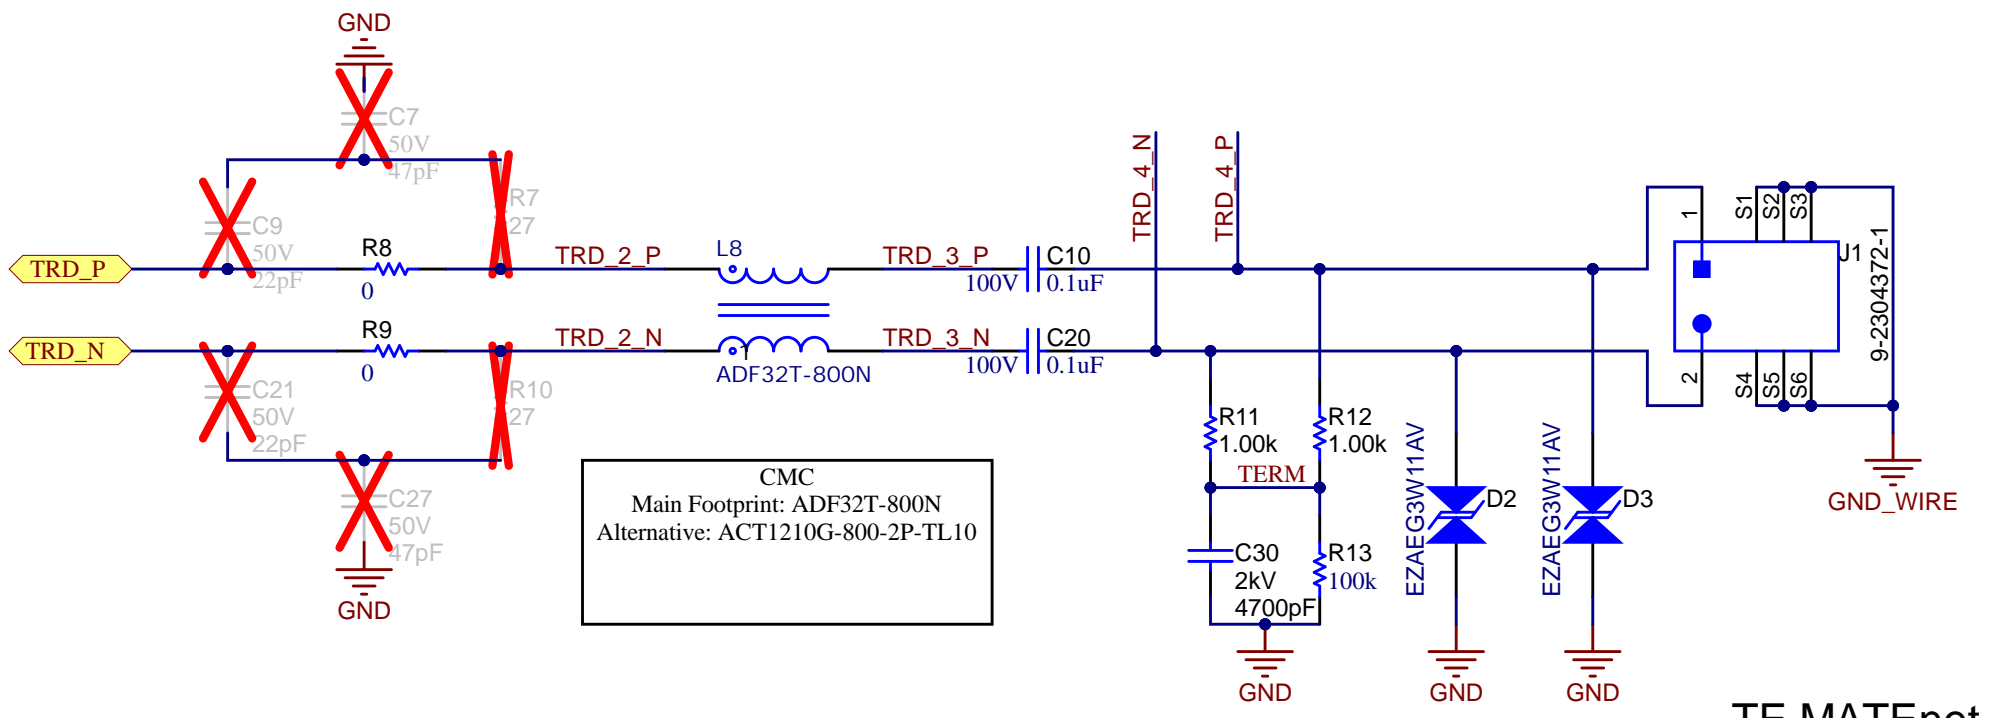 GND
C7
50V
47pF
C9
50V
22pF
R7
27
TRD_P
R8
0
TRD_2_P
L8
TRD_3_P
100V
C10
0.1uF
TRD_4_N
TRD_4_P
TRD_N
R9
0
TRD_2_N
1
ADF32T-800N
TRD_3_N
100V
C20
0.1uF
C21
50V
22pF
R10
27
C27
50V
47pF
GND
CMC
Main Footprint: ADF32T-800N
Alternative: ACT1210G-800-2P-TL10
R11
1.00k
R12
1.00k
TERM
C30
2kV
4700pF
R13
100k
GND
EZAEG3W11AV
D2
GND
EZAEG3W11AV
D3
GND
1
S1
S2
S3
J1
9-2304372-1
2
S4
S5
S6
GND_WIRE